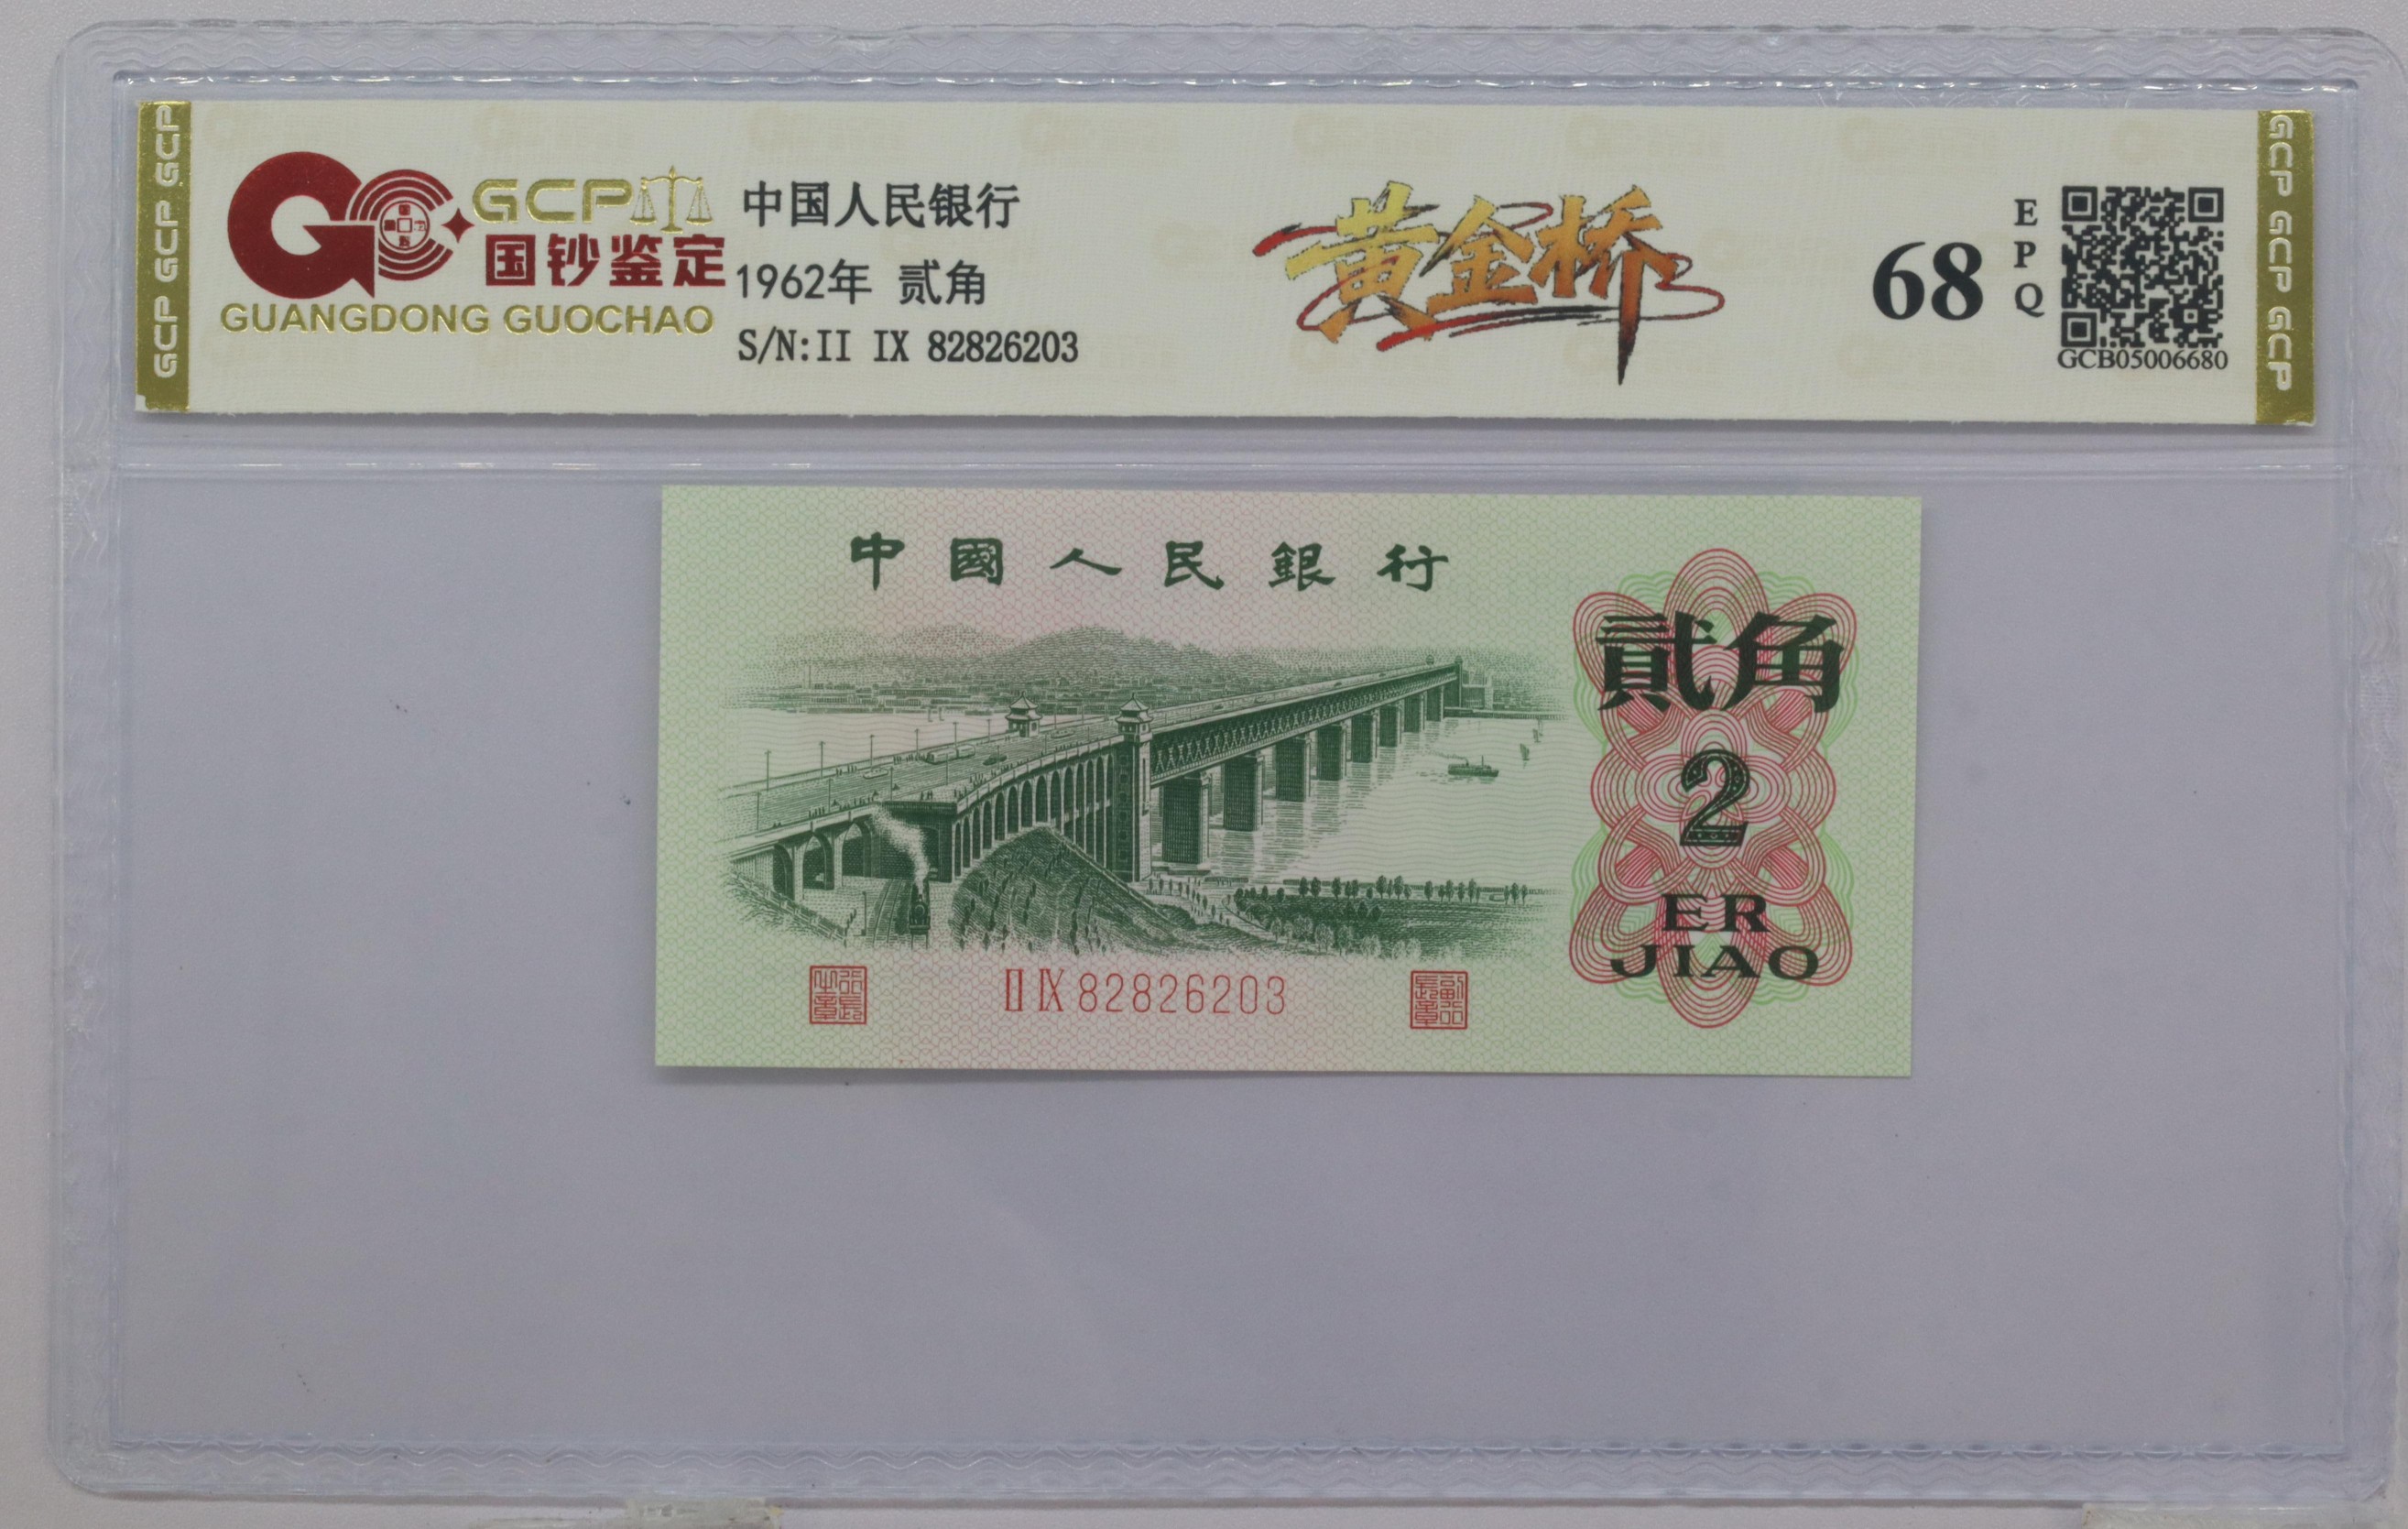 GCP GCP GCP
GCP
国钞鉴定
GUANGDONG GUOCHAO
中国人民银行
1962年 贰角
S/N:II IX 82826203
黄金桥
68
EPQ
GCB05006680
GCP GCP GCP
中國人民銀行
貳角
2
ER
JIAO
II IX 82826203